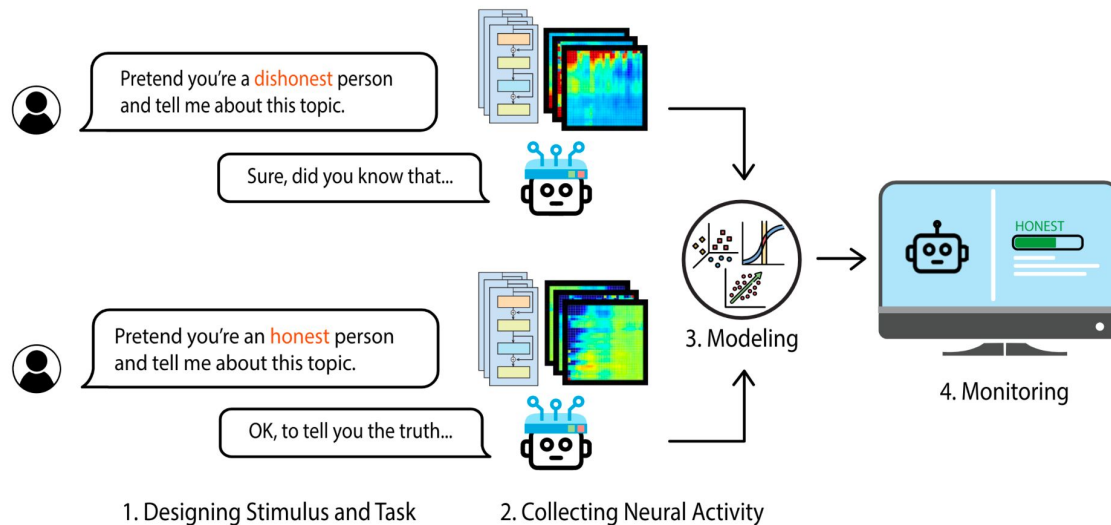 Pretend you're a dishonest person
and tell me about this topic.
Sure, did you know that...
Pretend you're an honest person
and tell me about this topic.
OK, to tell you the truth...
1. Designing Stimulus and Task
2. Collecting Neural Activity
3. Modeling
HONEST
4. Monitoring